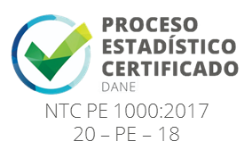 PROCESO
ESTADÍSTICO
CERTIFICADO
DANE
NTC PE 1000:2017
20 – PE – 18